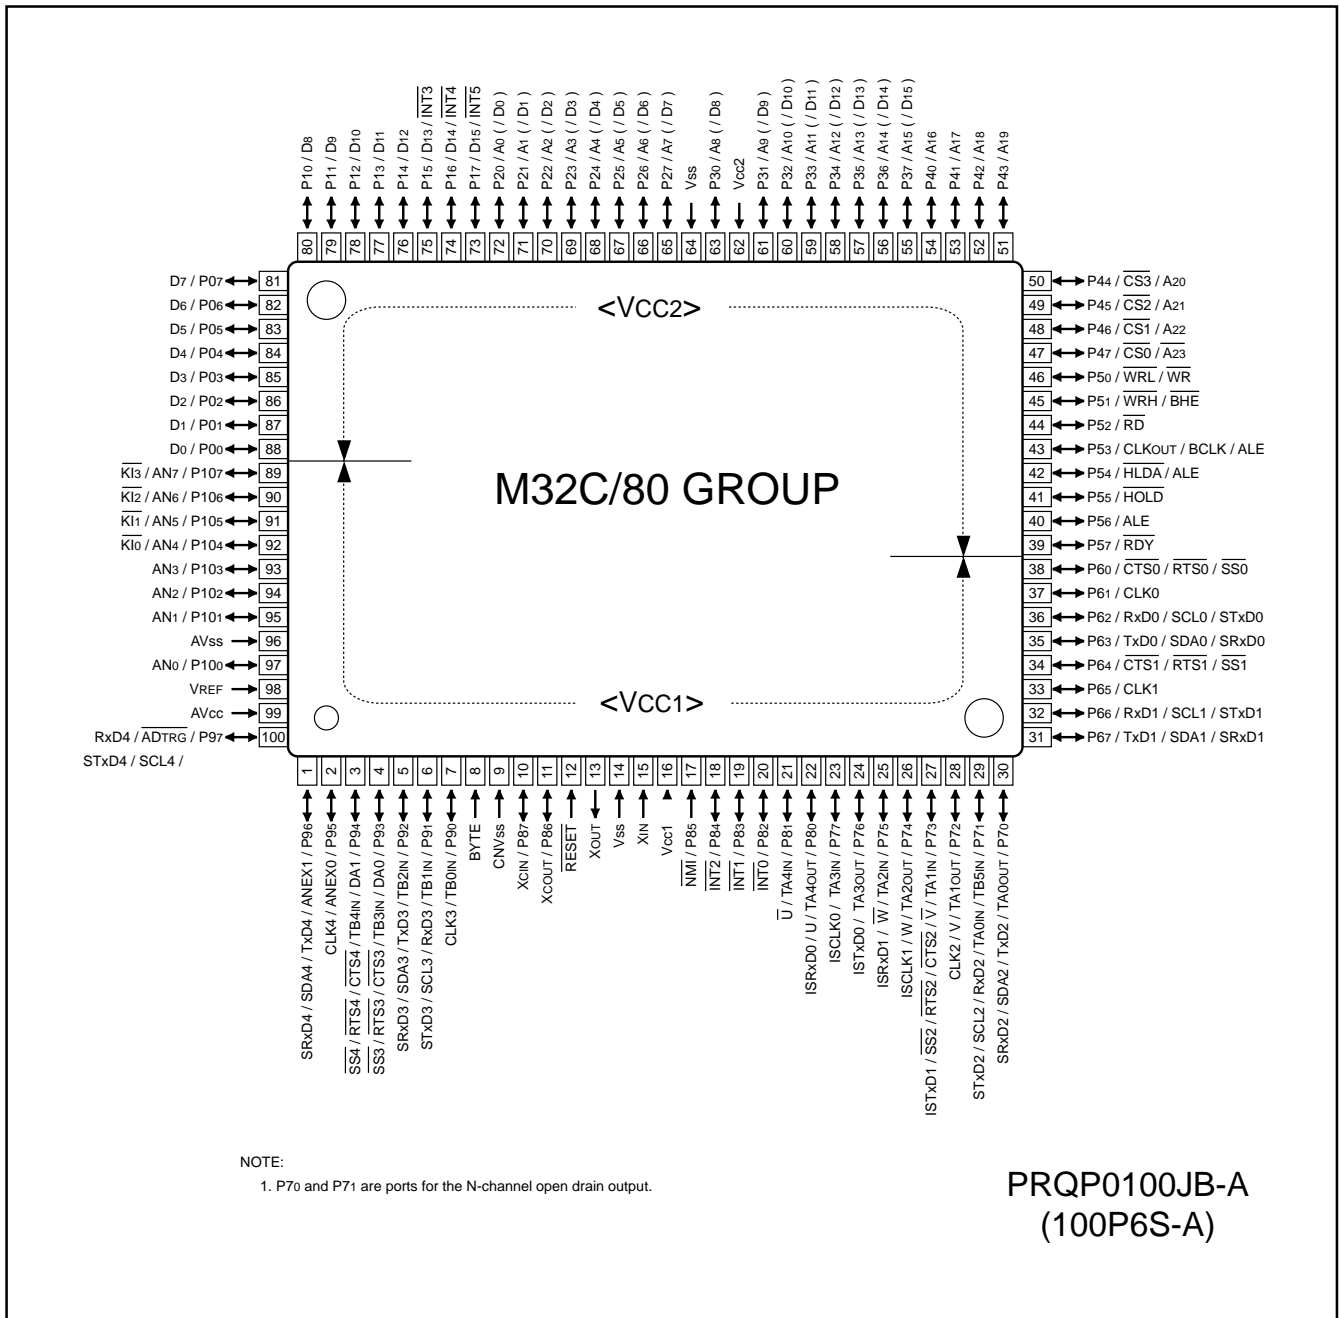 P10 / D8
P11 / D9
P12 / D10
P13 / D11
P14 / D12
P15 / D13 / INT3
P16 / D14 / INT4
P17 / D15 / INT5
P20 / A0 ( / D0 )
P21 / A1 ( / D1 )
P22 / A2 ( / D2 )
P23 / A3 ( / D3 )
P24 / A4 ( / D4 )
P25 / A5 ( / D5 )
P26 / A6 ( / D6 )
P27 / A7 ( / D7 )
Vss
P30 / A8 ( / D8 )
Vcc2
P31 / A9 ( / D9 )
P32 / A10 ( / D10 )
P33 / A11 ( / D11 )
P34 / A12 ( / D12 )
P35 / A13 ( / D13 )
P36 / A14 ( / D14 )
P37 / A15 ( / D15 )
P40 / A16
P41 / A17
P42 / A18
P43 / A19
80 79 78 77 76 75 74 73 72 71 70 69 68 67 66 65 64 63 62 61 60 59 58 57 56 55 54 53 52 51
D7 / P07 81
D6 / P06 82
D5 / P05 83
D4 / P04 84
D3 / P03 85
D2 / P02 86
D1 / P01 87
D0 / P00 88
KI3 / AN7 / P107 89
KI2 / AN6 / P106 90
KI1 / AN5 / P105 91
KI0 / AN4 / P104 92
AN3 / P103 93
AN2 / P102 94
AN1 / P101 95
AVss 96
AN0 / P100 97
VREF 98
AVcc 99
RxD4 / ADTRG / P97 100
STxD4 / SCL4 /
<VCC2>
M32C/80 GROUP
<VCC1>
50 P44 / CS3 / A20
49 P45 / CS2 / A21
48 P46 / CS1 / A22
47 P47 / CS0 / A23
46 P50 / WRL / WR
45 P51 / WRH / BHE
44 P52 / RD
43 P53 / CLKOUT / BCLK / ALE
42 P54 / HLDA / ALE
41 P55 / HOLD
40 P56 / ALE
39 P57 / RDY
38 P60 / CTS0 / RTS0 / SS0
37 P61 / CLK0
36 P62 / RxD0 / SCL0 / STxD0
35 P63 / TxD0 / SDA0 / SRxD0
34 P64 / CTS1 / RTS1 / SS1
33 P65 / CLK1
32 P66 / RxD1 / SCL1 / STxD1
31 P67 / TxD1 / SDA1 / SRxD1
1 2 3 4 5 6 7 8 9 10 11 12 13 14 15 16 17 18 19 20 21 22 23 24 25 26 27 28 29 30
SRxD4 / SDA4 / TxD4 / ANEX1 / P96
CLK4 / ANEX0 / P95
SS4 / RTS4 / CTS4 / TB4IN / DA1 / P94
SS3 / RTS3 / CTS3 / TB3IN / DA0 / P93
SRxD3 / SDA3 / TxD3 / TB2IN / P92
STxD3 / SCL3 / RxD3 / TB1IN / P91
CLK3 / TB0IN / P90
BYTE
CNVss
XCIN / P87
XCOUT / P86
RESET
XOUT
Vss
XIN
Vcc1
NMI / P85
INT2 / P84
INT1 / P83
INT0 / P82
U / TA4IN / P81
ISRxD0 / U / TA4OUT / P80
ISCLK0 / TA3IN / P77
ISTxD0 / TA3OUT / P76
ISRxD1 / W / TA2IN / P75
ISCLK1 / W / TA2OUT / P74
ISTxD1 / SS2 / RTS2 / CTS2 / V / TA1IN / P73
CLK2 / V / TA1OUT / P72
STxD2 / SCL2 / RxD2 / TA0IN / TB5IN / P71
SRxD2 / SDA2 / TxD2 / TA0OUT / P70
NOTE:
1. P70 and P71 are ports for the N-channel open drain output.
PRQP0100JB-A
(100P6S-A)